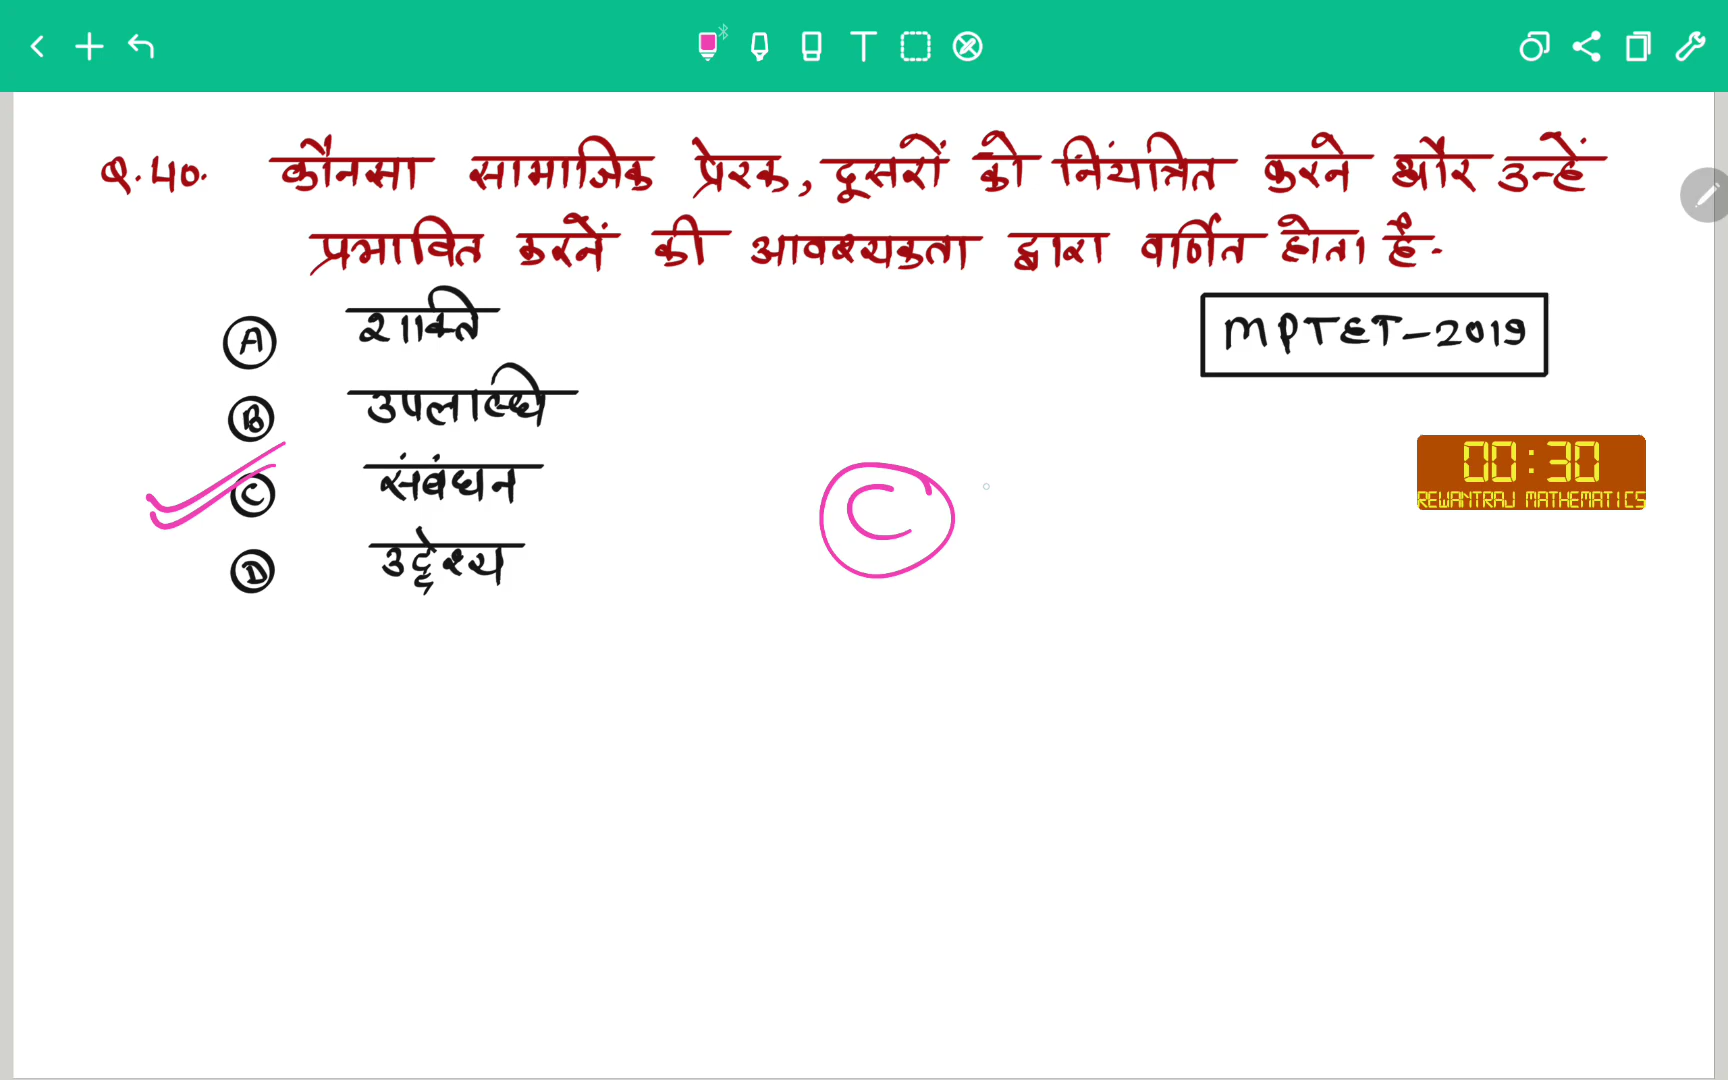 Q.40. कौनसा सामाजिक प्रेरक, दूसरों को नियंत्रित करने और उन्हें
प्रभावित करनें की आवश्यकता द्वारा वर्णित होता है-
A शक्ति
MPTET-2019
B उपलब्धि
C संबंधन
C
00:30
REWANTRAJ MATHEMATICS
D उद्देश्य